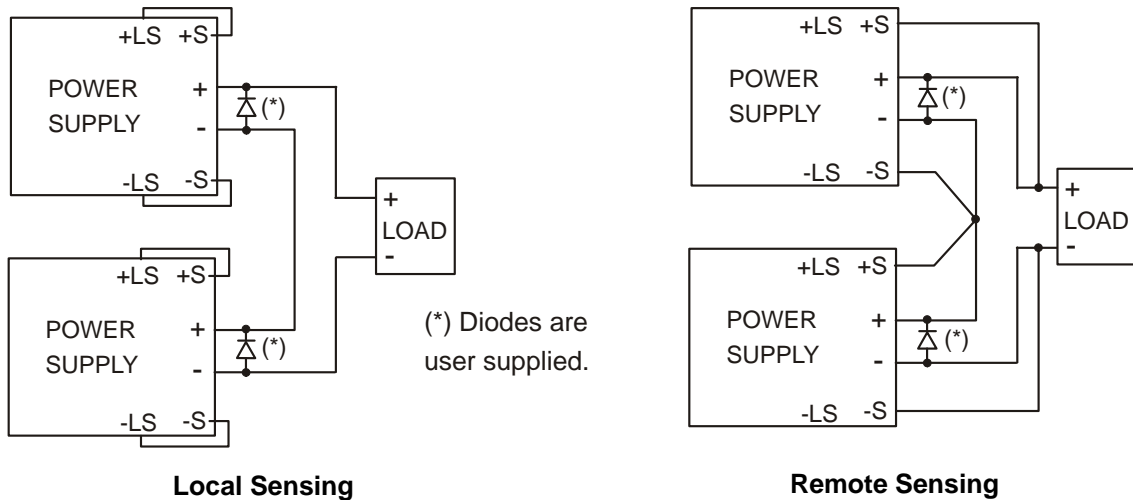 +LS +S
POWER
SUPPLY
+
(*)
-
-LS -S
+LS +S
POWER
SUPPLY
+
(*)
-
-LS -S
+
LOAD
-
(*) Diodes are
user supplied.
Local Sensing
+LS +S
POWER
SUPPLY
+
(*)
-
-LS -S
+LS +S
POWER
SUPPLY
+
(*)
-
-LS -S
+
LOAD
-
Remote Sensing